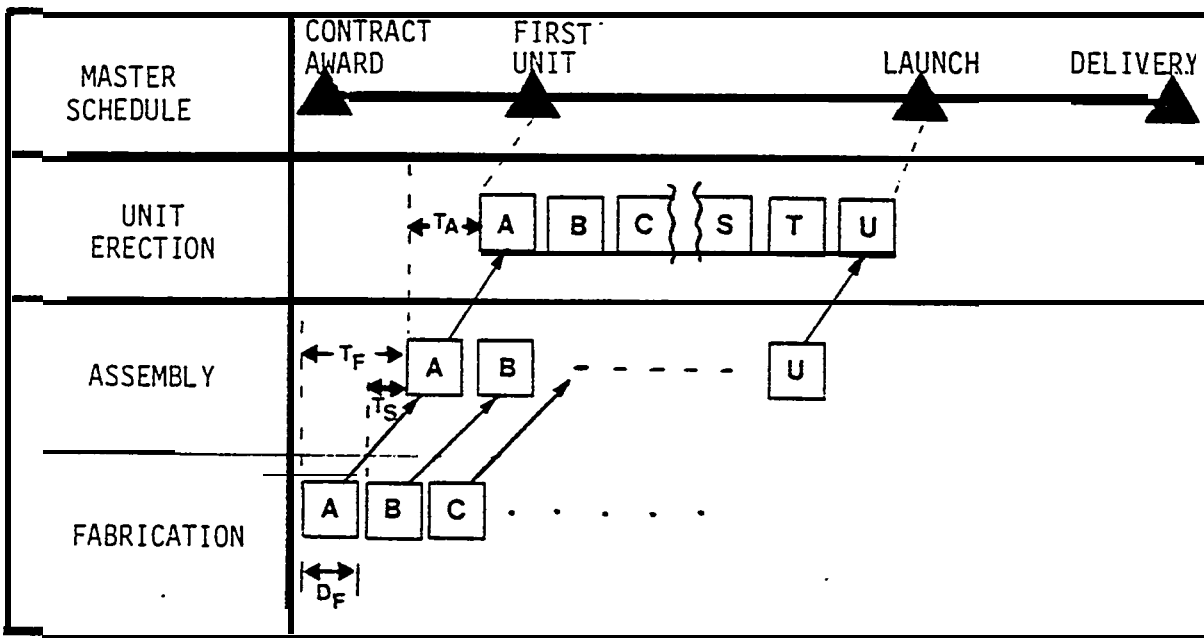 CONTRACT AWARD
FIRST UNIT
LAUNCH
DELIVERY
MASTER SCHEDULE
UNIT ERECTION
TA
A
B
C
S
T
U
ASSEMBLY
TF
TS
A
B
U
FABRICATION
A
B
C
DF